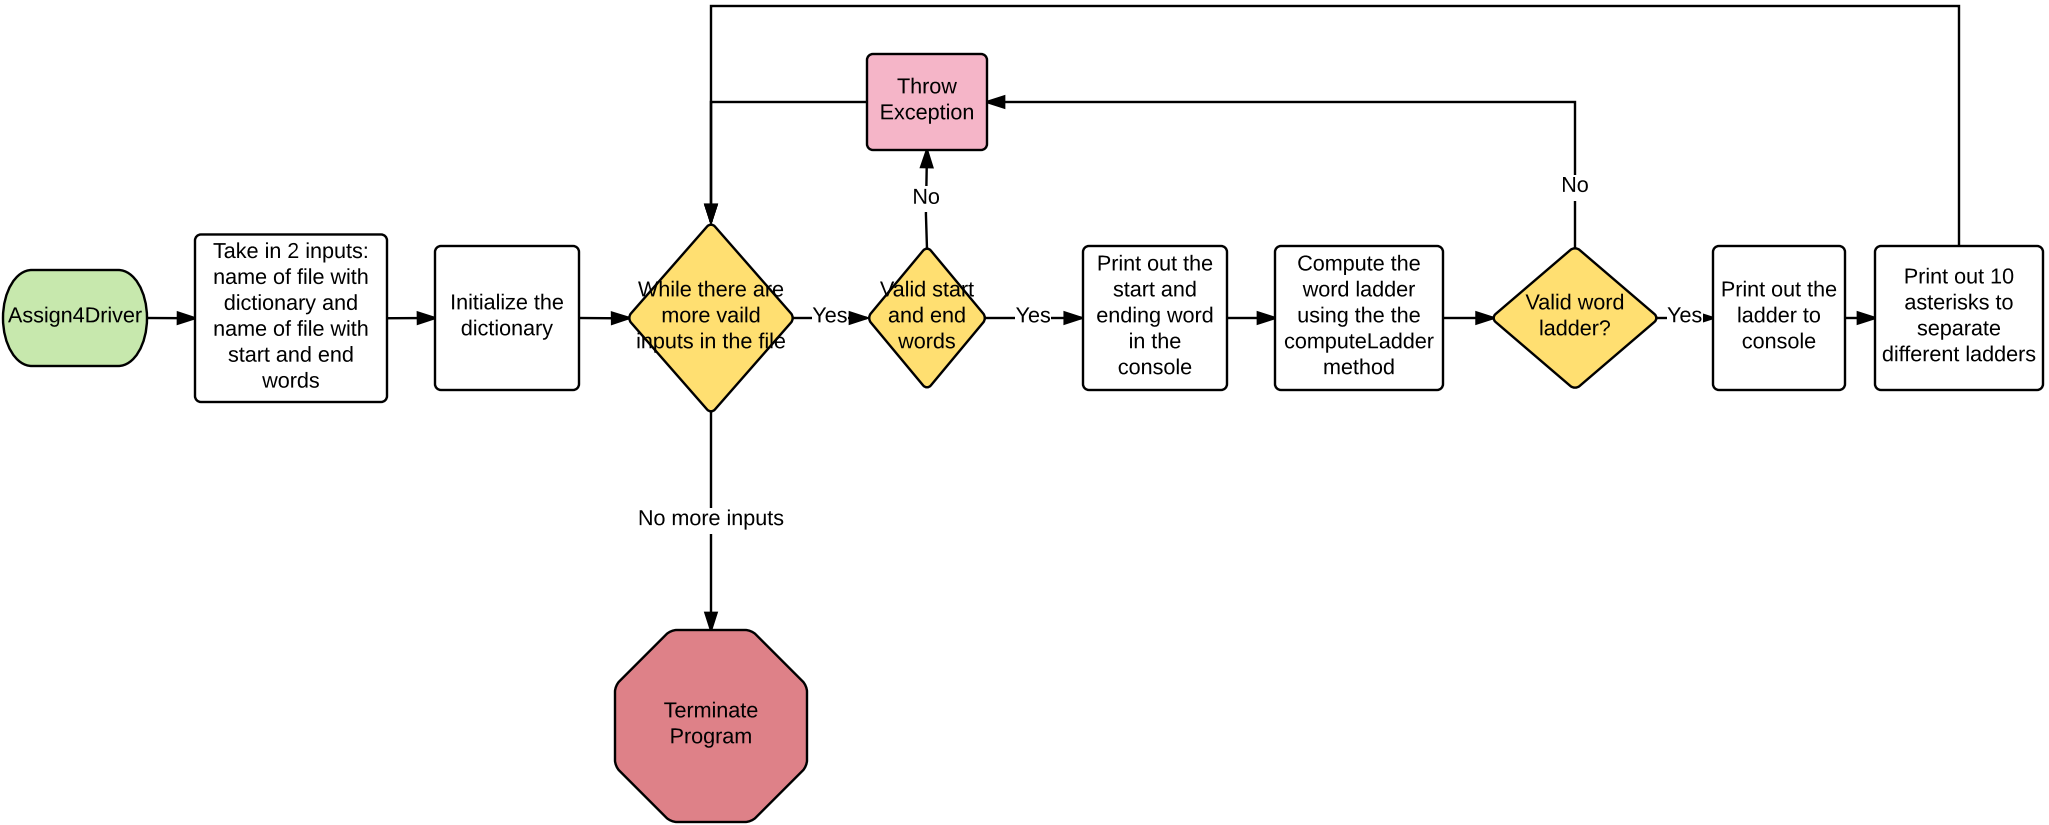 Throw
Exception
No
No
Assign4Driver
Take in 2 inputs:
name of file with
dictionary and
name of file with
start and end
words
Initialize the
dictionary
While there are
more vaild
inputs in the file
Yes
Valid start
and end
words
Yes
Print out the
start and
ending word
in the
console
Compute the
word ladder
using the the
computeLadder
method
Valid word
ladder?
Yes
Print out the
ladder to
console
Print out 10
asterisks to
separate
different ladders
No more inputs
Terminate
Program